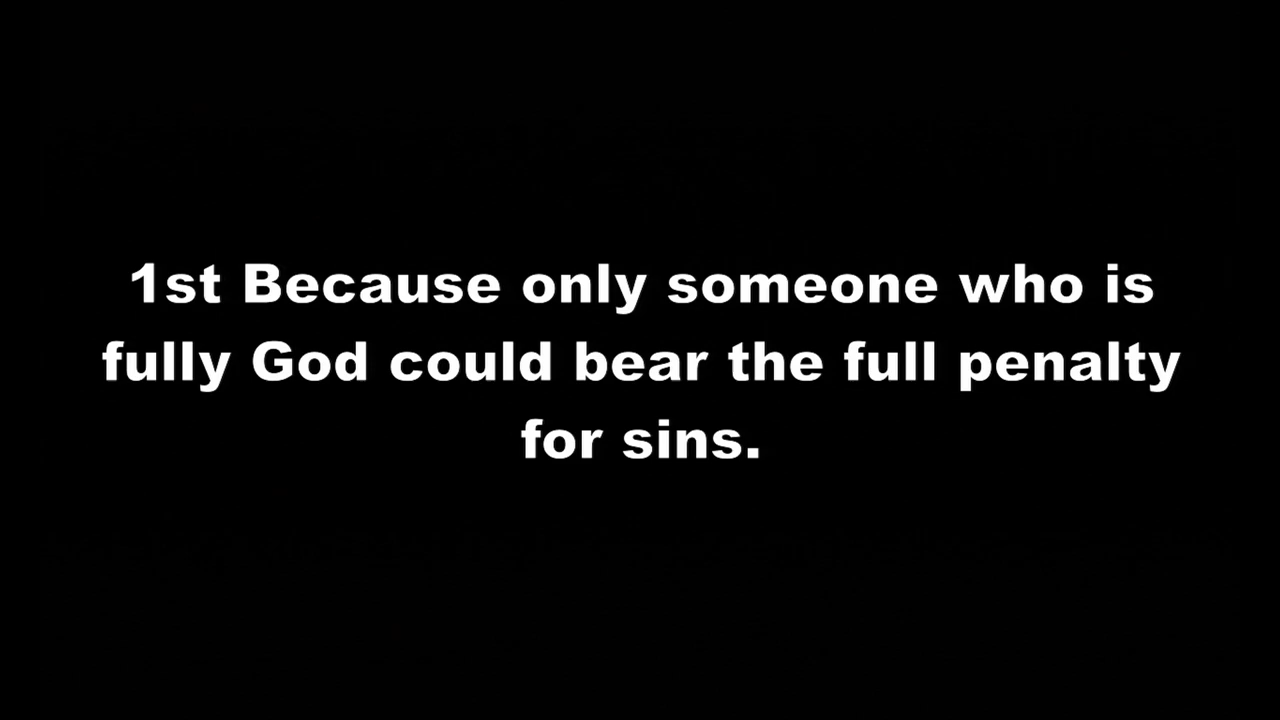 1st Because only someone who is
fully God could bear the full penalty
for sins.